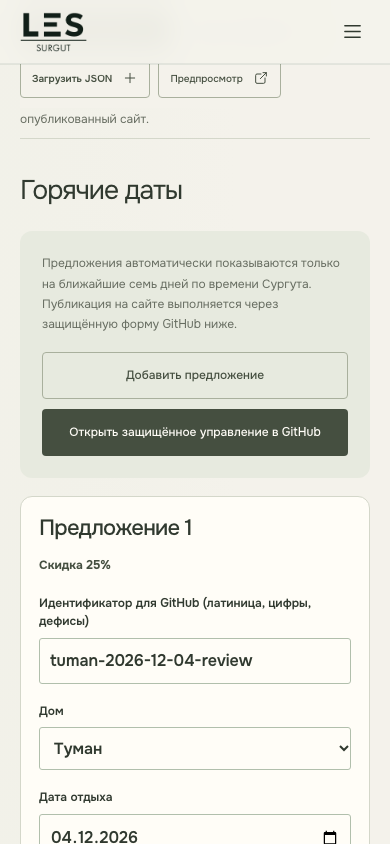 LES
SURGUT
Загрузить JSON
Предпросмотр
опубликованный сайт.
Горячие даты
Предложения автоматически показываются только
на ближайшие семь дней по времени Сургута.
Публикация на сайте выполняется через
защищённую форму GitHub ниже.
Добавить предложение
Открыть защищённое управление в GitHub
Предложение 1
Скидка 25%
Идентификатор для GitHub (латиница, цифры,
дефисы)
tuman-2026-12-04-review
Дом
Туман
Дата отдыха
04.12.2026